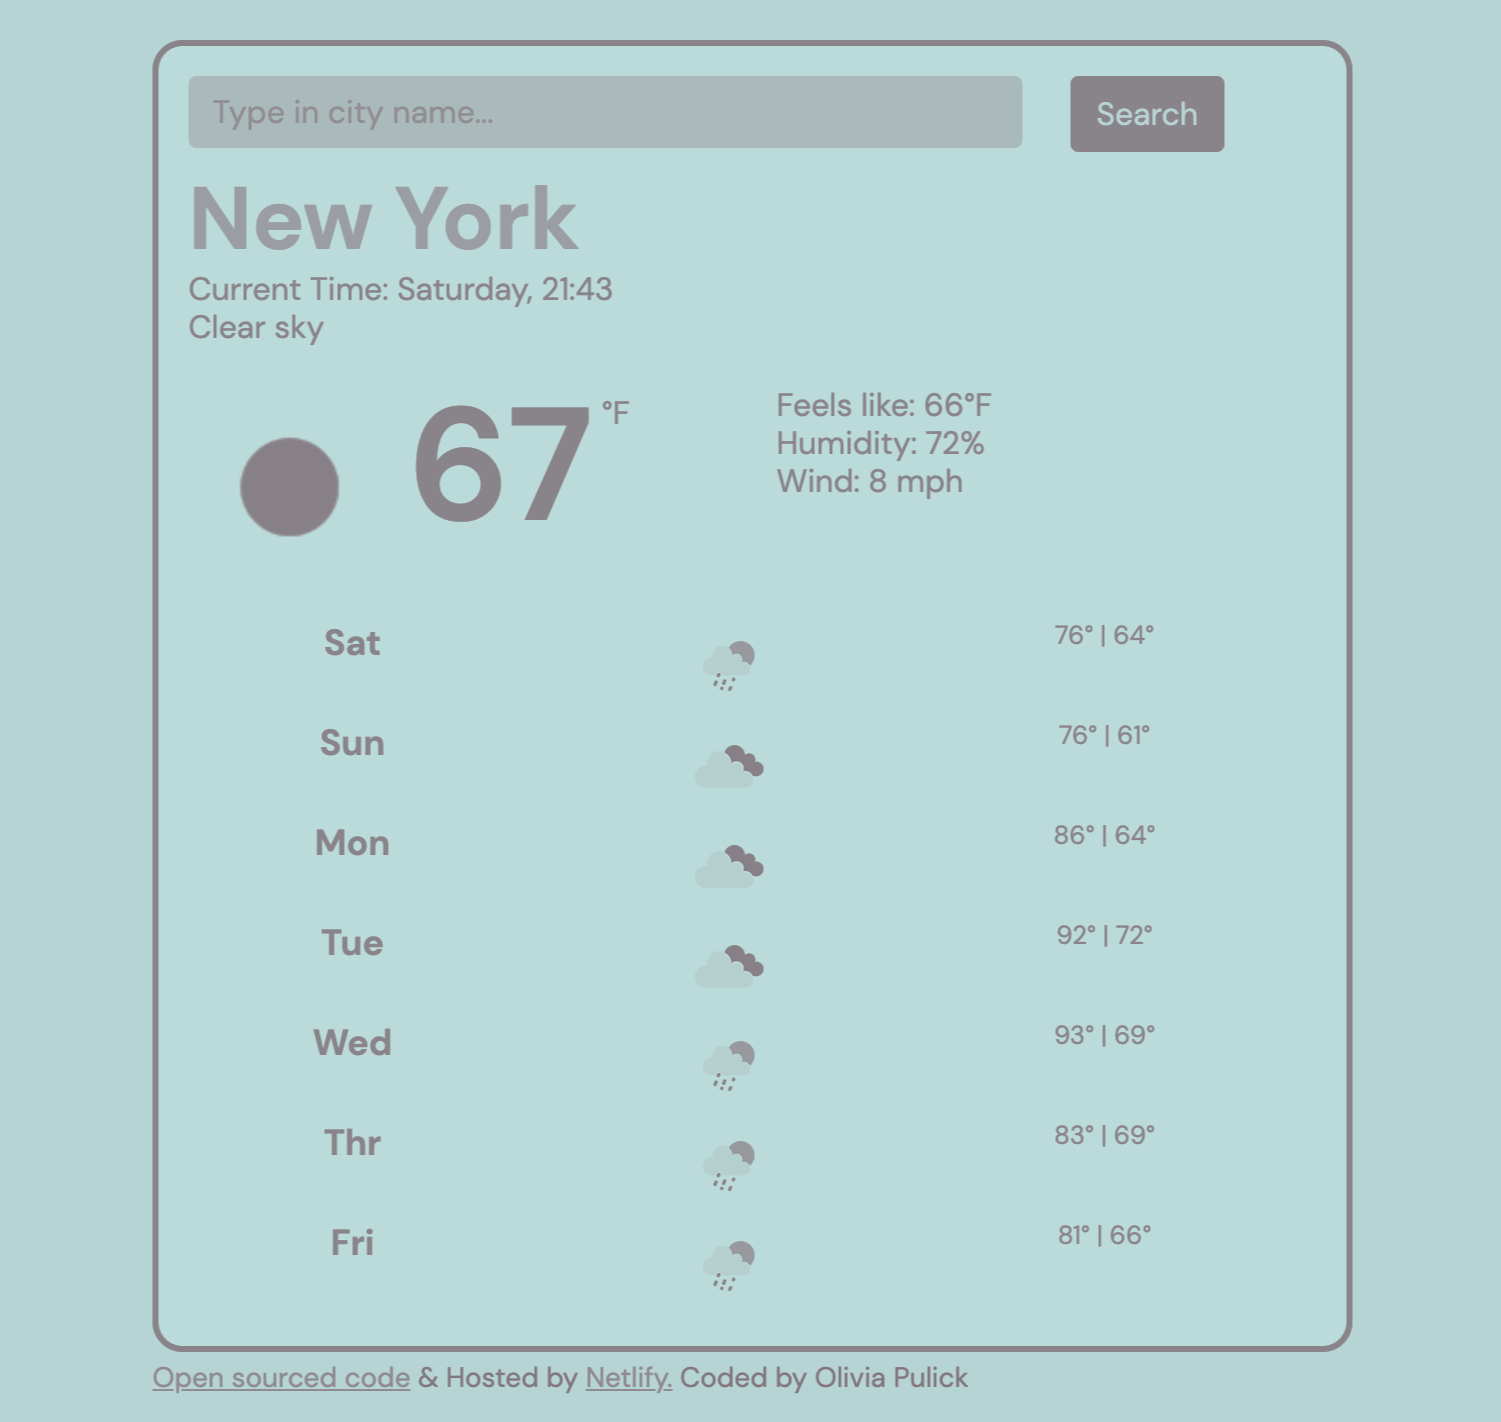 Type in city name...
Search
New York
Current Time: Saturday, 21:43
Clear sky
67 °F
Feels like: 66°F
Humidity: 72%
Wind: 8 mph
Sat 76° | 64°
Sun 76° | 61°
Mon 86° | 64°
Tue 92° | 72°
Wed 93° | 69°
Thr 83° | 69°
Fri 81° | 66°
Open sourced code & Hosted by Netlify. Coded by Olivia Pulick